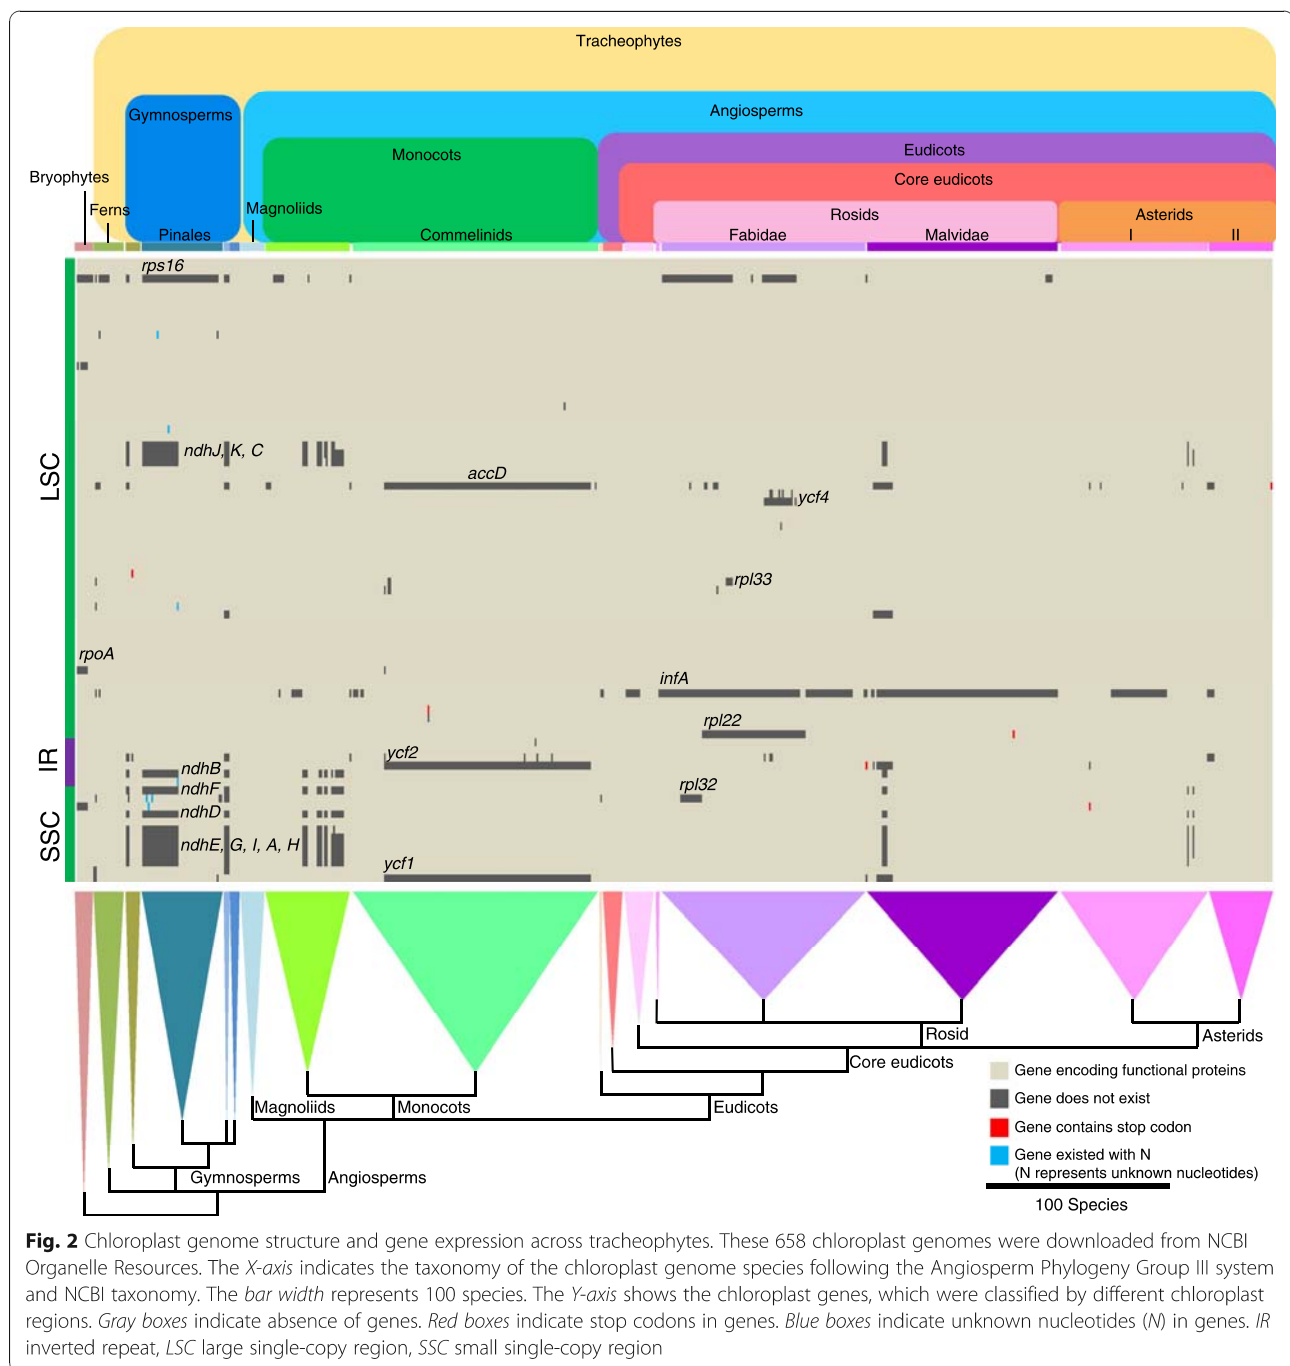 Tracheophytes
Gymnosperms
Angiosperms
Monocots
Eudicots
Bryophytes
Core eudicots
Ferns
Magnoliids
Rosids
Asterids
Pinales
Commelinids
Fabidae
Malvidae
I
II
rps16
LSC
ndhJ, K, C
accD
ycf4
rpl33
rpoA
infA
rpl22
IR
ycf2
ndhB
ndhF
rpl32
ndhD
SSC
ndhE, G, I, A, H
ycf1
Rosid
Asterids
Core eudicots
Magnoliids
Monocots
Eudicots
Gymnosperms
Angiosperms
Gene encoding functional proteins
Gene does not exist
Gene contains stop codon
Gene existed with N
(N represents unknown nucleotides)
100 Species
Fig. 2 Chloroplast genome structure and gene expression across tracheophytes. These 658 chloroplast genomes were downloaded from NCBI
Organelle Resources. The X-axis indicates the taxonomy of the chloroplast genome species following the Angiosperm Phylogeny Group III system
and NCBI taxonomy. The bar width represents 100 species. The Y-axis shows the chloroplast genes, which were classified by different chloroplast
regions. Gray boxes indicate absence of genes. Red boxes indicate stop codons in genes. Blue boxes indicate unknown nucleotides (N) in genes. IR
inverted repeat, LSC large single-copy region, SSC small single-copy region